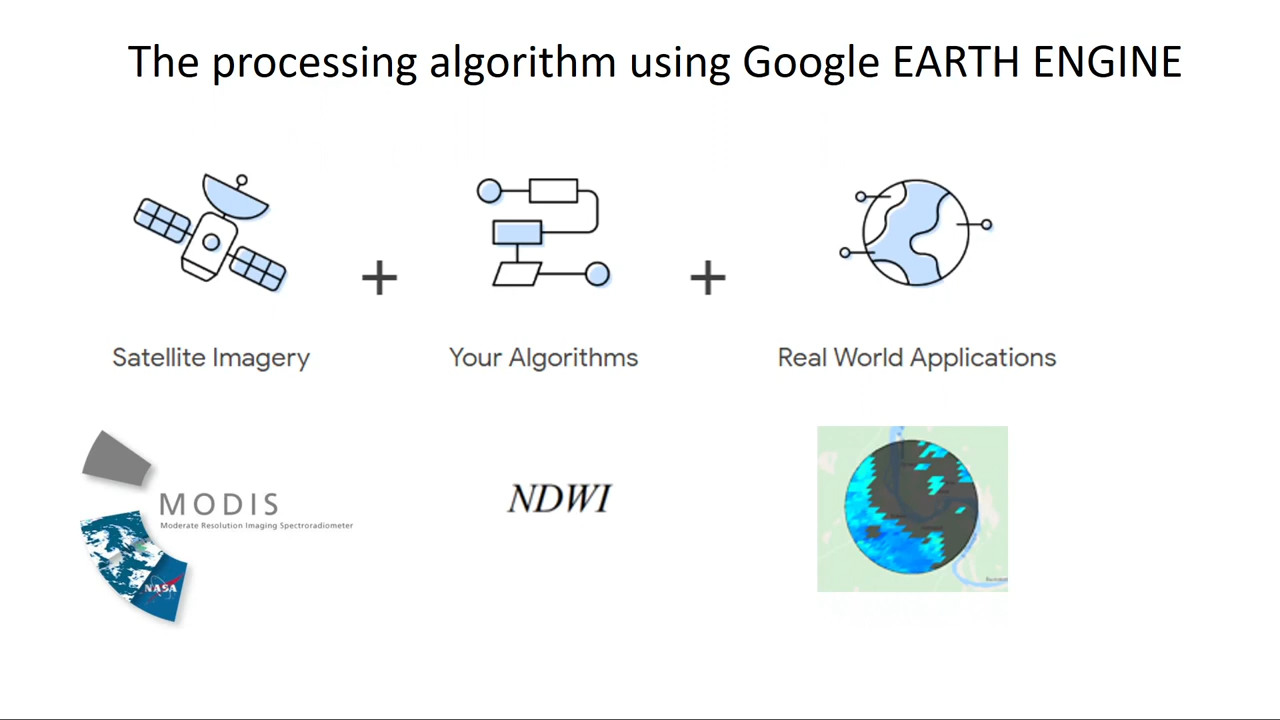 The processing algorithm using Google EARTH ENGINE
+
+
Satellite Imagery
Your Algorithms
Real World Applications
MODIS
Moderate Resolution Imaging Spectroradiometer
NDWI
NASA